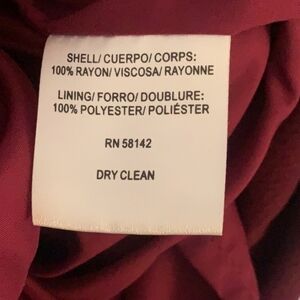 SHELL/ CUERPO/ CORPS:
100% RAYON/ VISCOSA/ RAYONNE
LINING/ FORRO/ DOUBLURE:
100% POLYESTER/ POLIÉSTER
RN 58142
DRY CLEAN